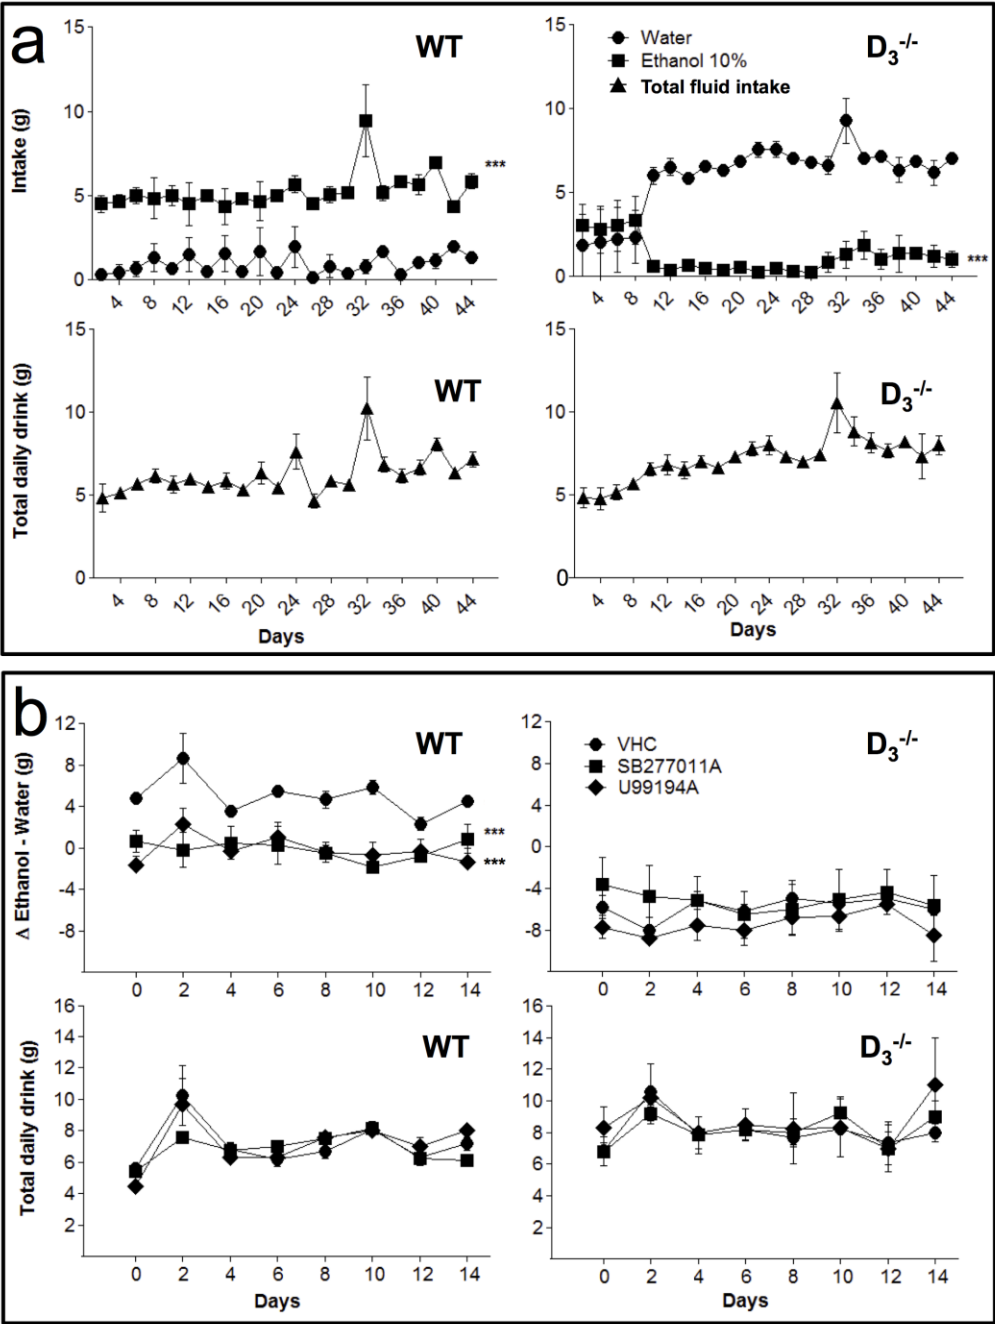 a
WT
D3-/-
Water
Ethanol 10%
Total fluid intake
Intake (g)
15
10
5
0
***
4 8 12 16 20 24 28 32 36 40 44
15
10
5
0
***
4 8 12 16 20 24 28 32 36 40 44
WT
D3-/-
Total daily drink (g)
15
10
5
0
4 8 12 16 20 24 28 32 36 40 44
Days
15
10
5
0
4 8 12 16 20 24 28 32 36 40 44
Days
b
WT
D3-/-
VHC
SB277011A
U99194A
Δ Ethanol - Water (g)
12
8
4
0
-4
-8
***
***
0 2 4 6 8 10 12 14
12
8
4
0
-4
-8
0 2 4 6 8 10 12 14
WT
D3-/-
Total daily drink (g)
16
14
12
10
8
6
4
2
0 2 4 6 8 10 12 14
Days
16
14
12
10
8
6
4
2
0 2 4 6 8 10 12 14
Days